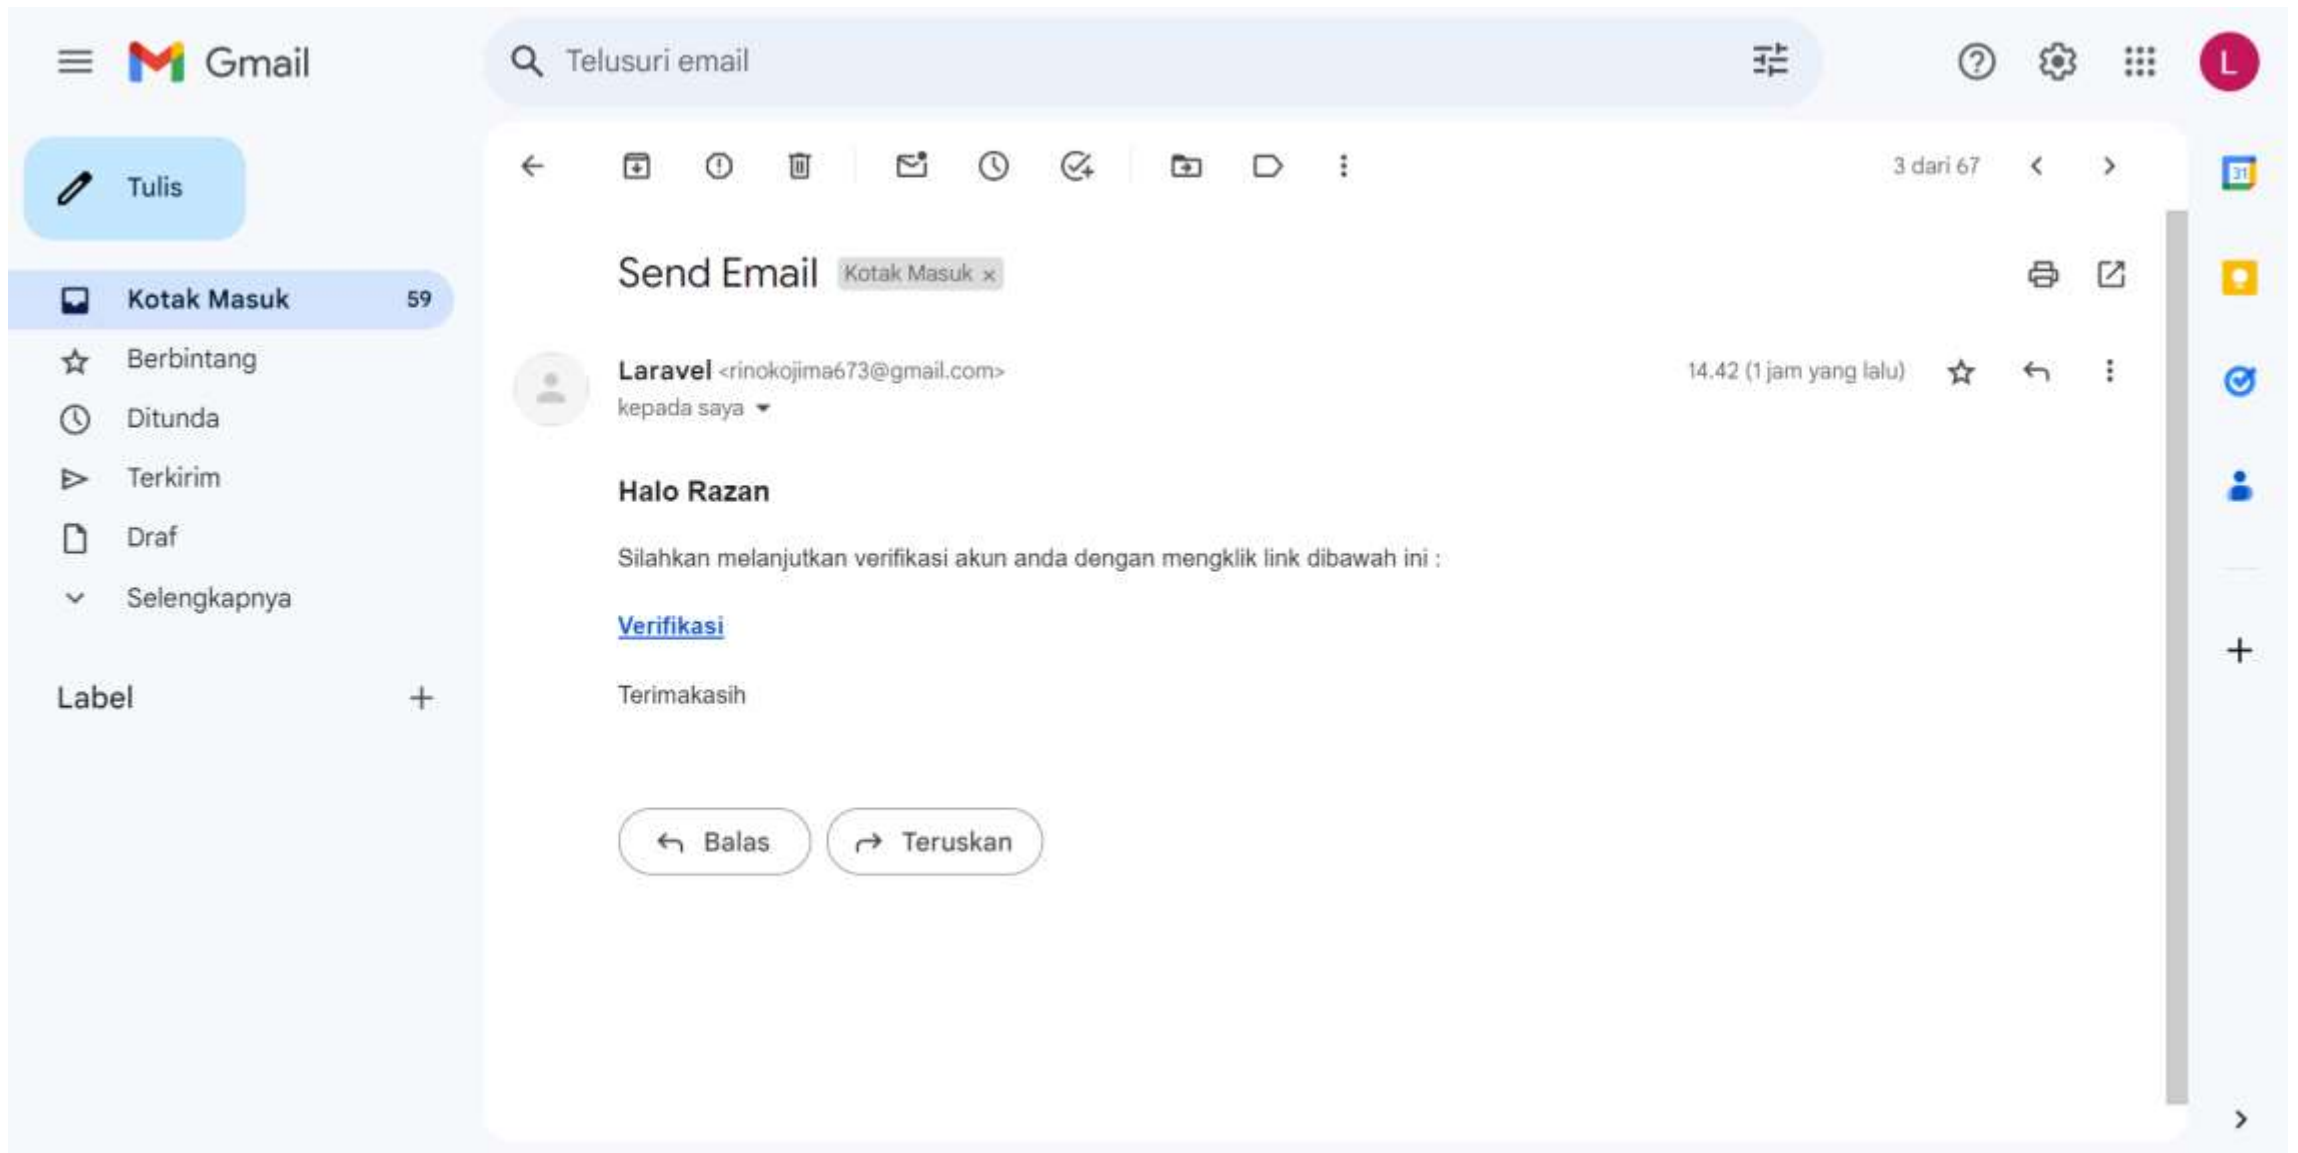 Gmail
Telusuri email
L
Tulis
3 dari 67
31
Send Email Kotak Masuk ×
Kotak Masuk 59
Berbintang
Ditunda
Terkirim
Draf
Selengkapnya
Label
Laravel <rinokojima673@gmail.com>
14.42 (1 jam yang lalu)
kepada saya
Halo Razan
Silahkan melanjutkan verifikasi akun anda dengan mengklik link dibawah ini :
Verifikasi
Terimakasih
Balas
Teruskan